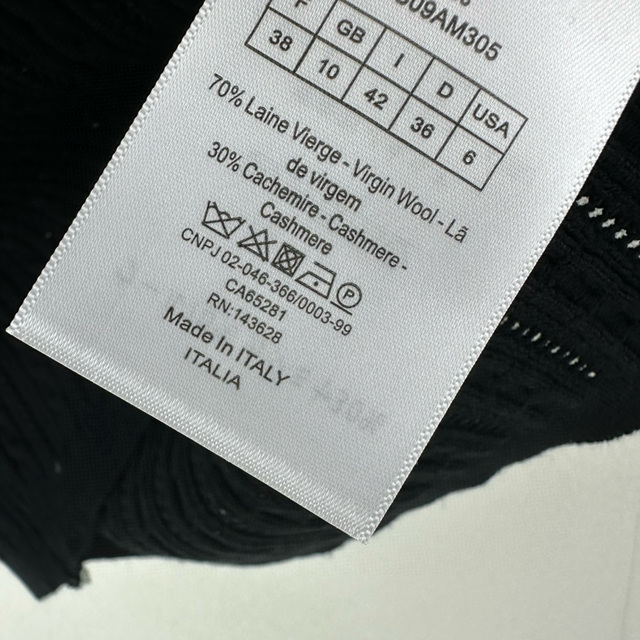 09AM305
F GB I D USA
38 10 42 36 6
70% Laine Vierge - Virgin Wool - Lã
de virgem
30% Cachemire - Cashmere -
Cashmere
CNPJ 02-046-366/0003-99
CA65281
RN:143628
Made In ITALY
ITALIA